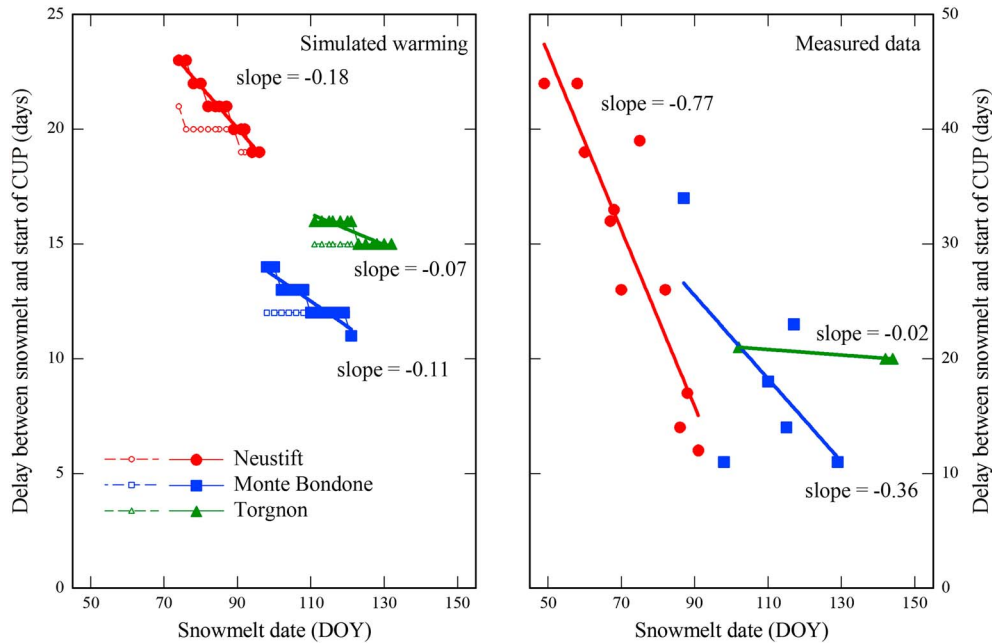 25
20
15
10
5
0
Delay between snowmelt and start of CUP (days)
Simulated warming
slope = -0.18
slope = -0.07
slope = -0.11
Neustift
Monte Bondone
Torgnon
50 70 90 110 130
Snowmelt date (DOY)
Measured data
slope = -0.77
slope = -0.02
slope = -0.36
50
40
30
20
10
0
Delay between snowmelt and start of CUP (days)
50 70 90 110 130
Snowmelt date (DOY)